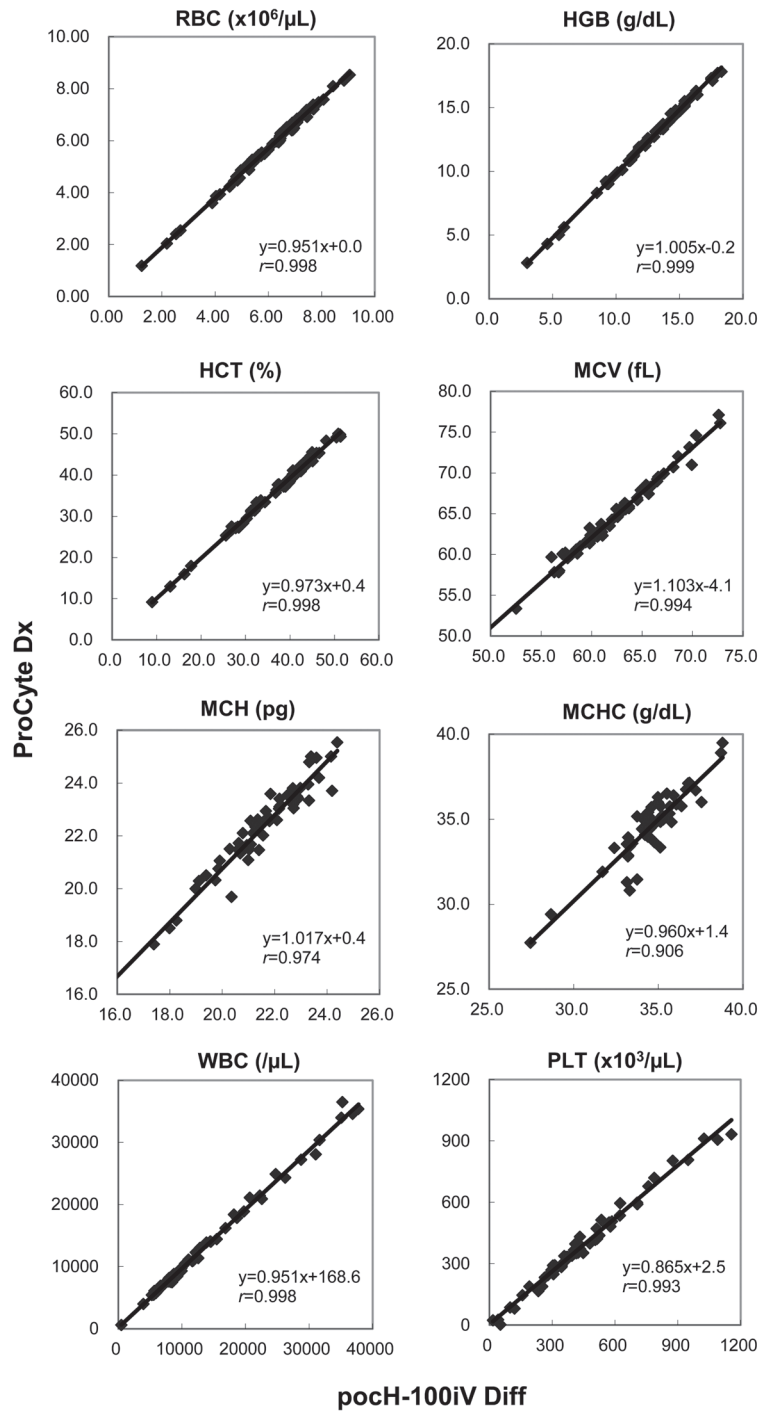 RBC (x10⁶/µL)
10.00
8.00
6.00
4.00
2.00
0.00
y=0.951x+0.0
r=0.998
0.00 2.00 4.00 6.00 8.00 10.00
HGB (g/dL)
20.0
15.0
10.0
5.0
0.0
y=1.005x-0.2
r=0.999
0.0 5.0 10.0 15.0 20.0
HCT (%)
60.0
50.0
40.0
30.0
20.0
10.0
0.0
y=0.973x+0.4
r=0.998
0.0 10.0 20.0 30.0 40.0 50.0 60.0
MCV (fL)
80.0
75.0
70.0
65.0
60.0
55.0
50.0
y=1.103x-4.1
r=0.994
50.0 55.0 60.0 65.0 70.0 75.0
ProCyte Dx
MCH (pg)
26.0
24.0
22.0
20.0
18.0
16.0
y=1.017x+0.4
r=0.974
16.0 18.0 20.0 22.0 24.0 26.0
MCHC (g/dL)
40.0
35.0
30.0
25.0
y=0.960x+1.4
r=0.906
25.0 30.0 35.0 40.0
WBC (/µL)
40000
30000
20000
10000
0
y=0.951x+168.6
r=0.998
0 10000 20000 30000 40000
PLT (x10³/µL)
1200
900
600
300
0
y=0.865x+2.5
r=0.993
0 300 600 900 1200
pocH-100iV Diff